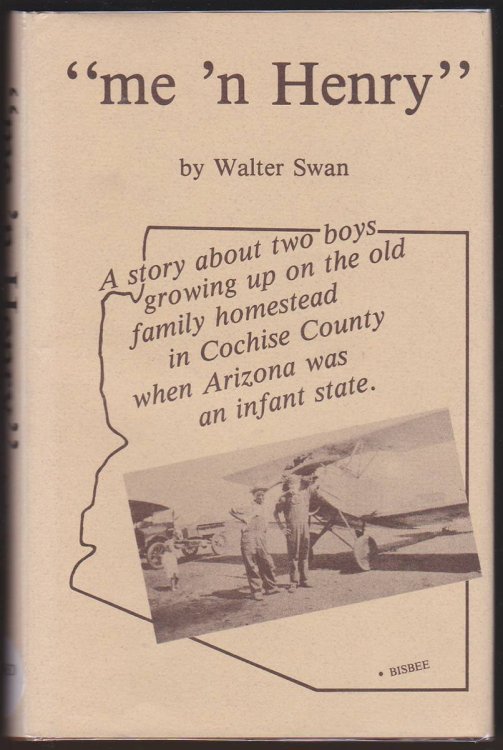 “me ’n Henry”
by Walter Swan
A story about two boys
growing up on the old
family homestead
in Cochise County
when Arizona was
an infant state.
• BISBEE